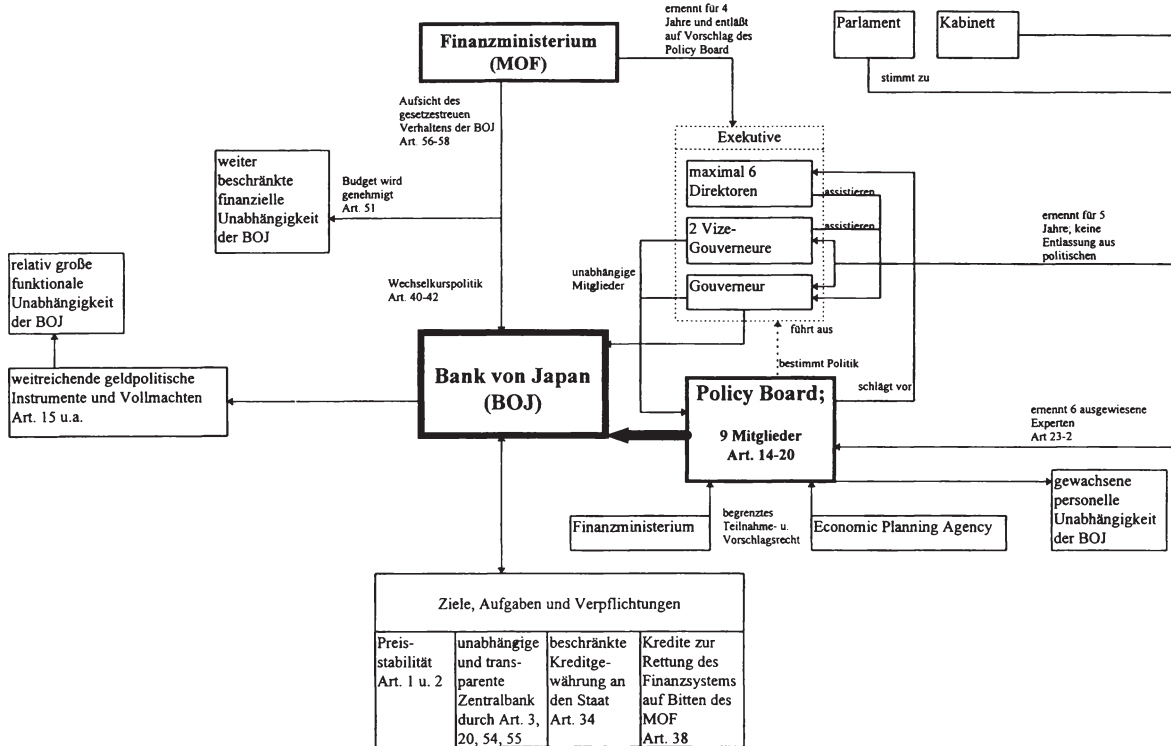 ernennt für 4
Jahre und entläßt
auf Vorschlag des
Policy Board
Finanzministerium
(MOF)
Parlament
Kabinett
stimmt zu
Aufsicht des
gesetzestreuen
Verhaltens der BOJ
Art. 56-58
Exekutive
maximal 6
Direktoren
assistieren
2 Vize-
Gouverneure
assistieren
Gouverneur
weiter
beschränkte
finanzielle
Unabhängigkeit
der BOJ
Budget wird
genehmigt
Art. 51
ernennt für 5
Jahre; keine
Entlassung aus
politischen
relativ große
funktionale
Unabhängigkeit
der BOJ
Wechselkurspolitik
Art. 40-42
unabhängige
Mitglieder
führt aus
bestimmt Politik
schlägt vor
weitreichende geldpolitische
Instrumente und Vollmachten
Art. 15 u.a.
Bank von Japan
(BOJ)
Policy Board;
9 Mitglieder
Art. 14-20
ernennt 6 ausgewiesene
Experten
Art 23-2
Finanzministerium
begrenztes
Teilnahme- u.
Vorschlagsrecht
Economic Planning Agency
gewachsene
personelle
Unabhängigkeit
der BOJ
Ziele, Aufgaben und Verpflichtungen
Preis-
stabilität
Art. 1 u. 2
unabhängige
und trans-
parente
Zentralbank
durch Art. 3,
20, 54, 55
beschränkte
Kreditge-
währung an
den Staat
Art. 34
Kredite zur
Rettung des
Finanzsystems
auf Bitten des
MOF
Art. 38